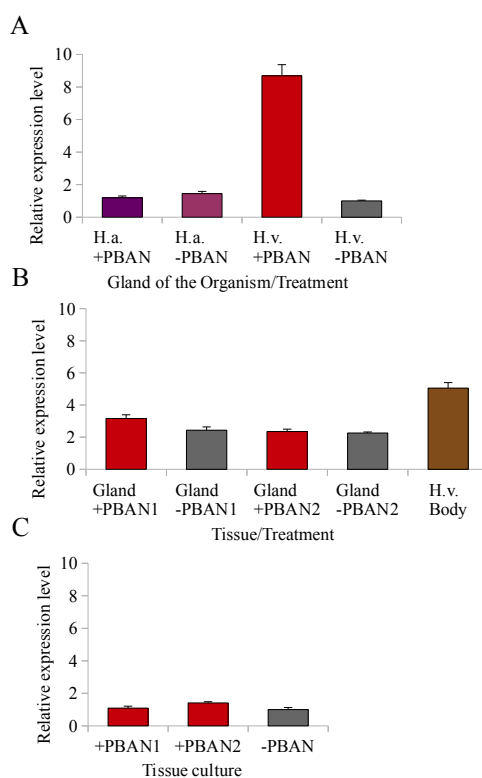 A
Relative expression level
10
8
6
4
2
0
H.a. H.a. H.v. H.v.
+PBAN -PBAN +PBAN -PBAN
Gland of the Organism/Treatment
B
Relative expression level
10
8
6
4
2
0
Gland Gland Gland Gland H.v.
+PBAN1 -PBAN1 +PBAN2 -PBAN2 Body
Tissue/Treatment
C
Relative expression level
10
8
6
4
2
0
+PBAN1 +PBAN2 -PBAN
Tissue culture